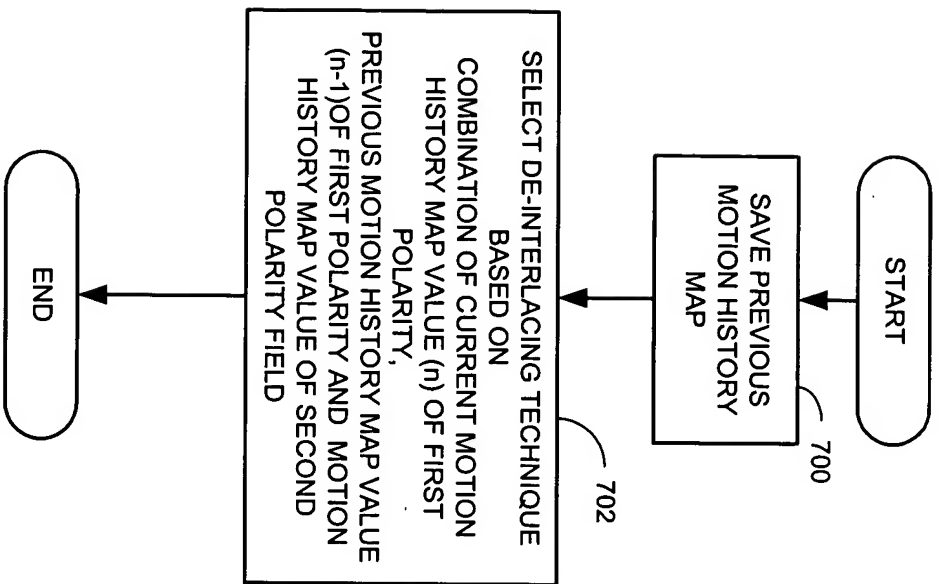 START
SAVE PREVIOUS
MOTION HISTORY
MAP
700
SELECT DE-INTERLACING TECHNIQUE
BASED ON
COMBINATION OF CURRENT MOTION
HISTORY MAP VALUE (n) OF FIRST
POLARITY,
PREVIOUS MOTION HISTORY MAP VALUE
(n-1)OF FIRST POLARITY AND MOTION
HISTORY MAP VALUE OF SECOND
POLARITY FIELD
702
END